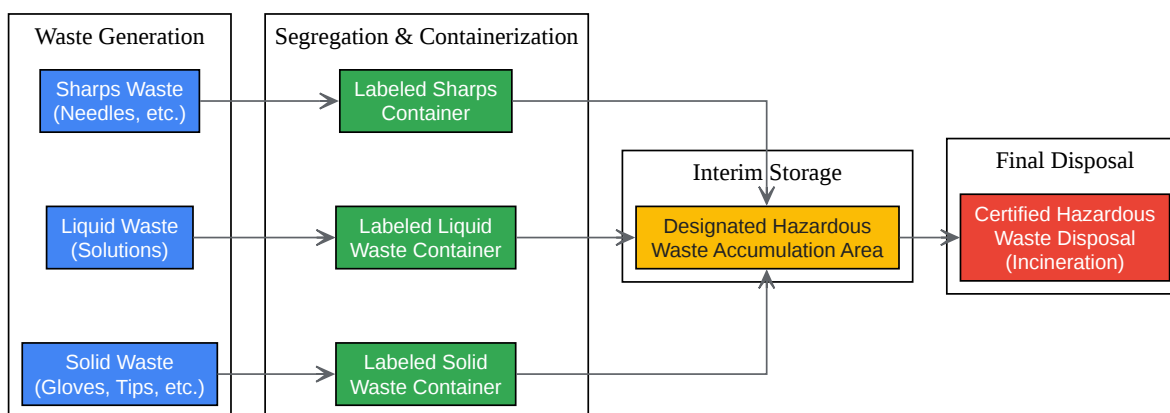 Waste Generation
Sharps Waste
(Needles, etc.)
Liquid Waste
(Solutions)
Solid Waste
(Gloves, Tips, etc.)
Segregation & Containerization
Labeled Sharps
Container
Labeled Liquid
Waste Container
Labeled Solid
Waste Container
Interim Storage
Designated Hazardous
Waste Accumulation Area
Final Disposal
Certified Hazardous
Waste Disposal
(Incineration)